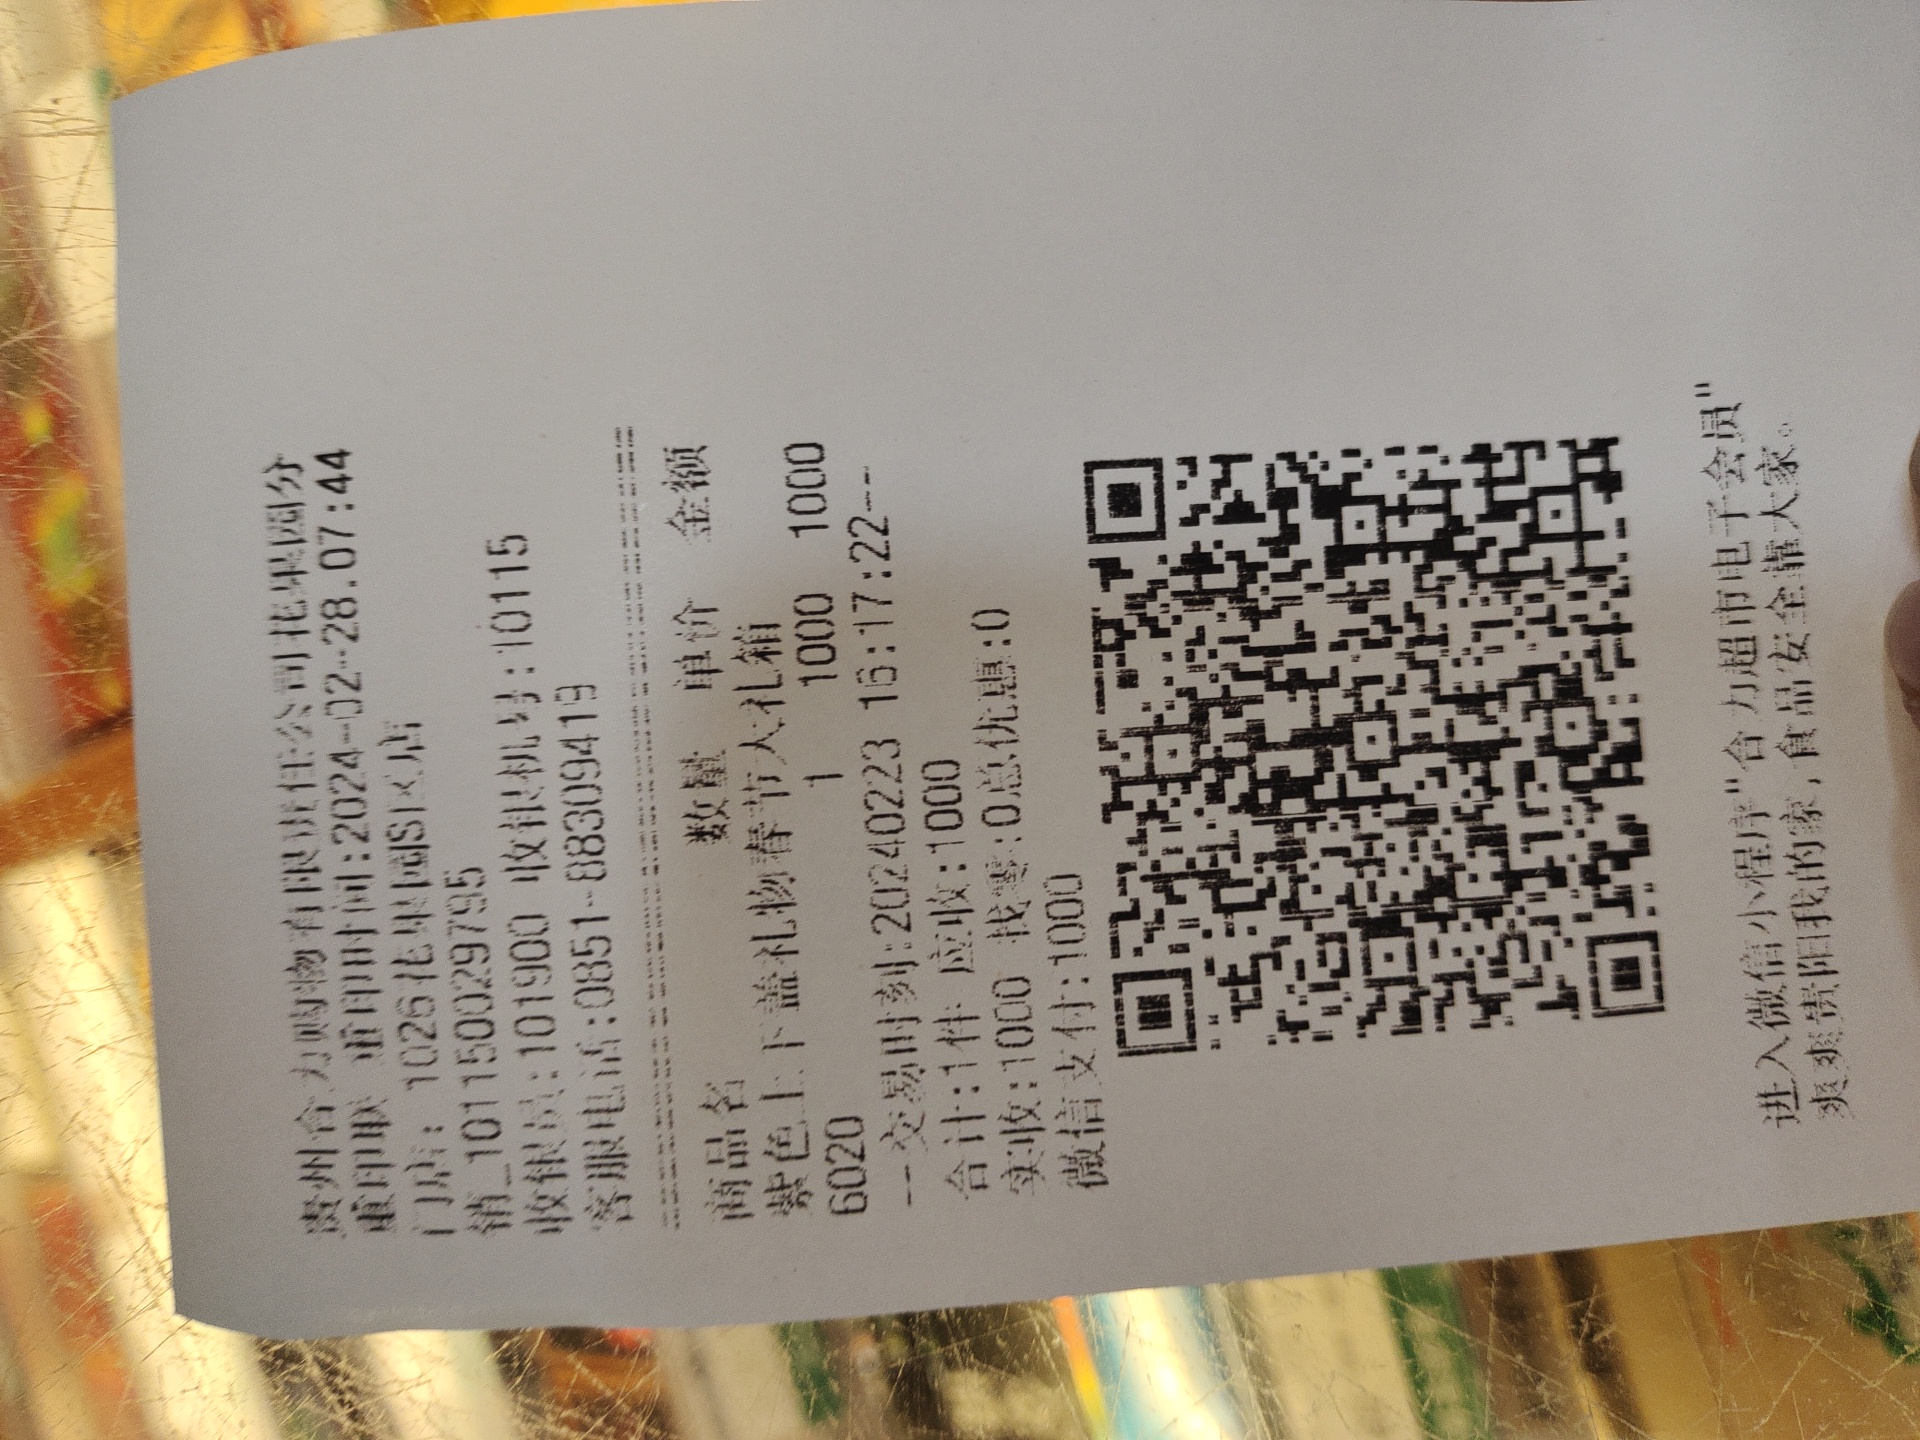 贵州合力购物有限责任公司花果园分
重印联 重印时间:2024-02-28.07:44
门店: 1026花果园S1区店
销_101150029795
收银员:101900 收银机号:10115
客服电话:0851-88309419
商品名 数量 单价 金额
紫色上下盖礼物春节大礼箱
6020 1 1000 1000
--交易时刻:20240223 16:17:22---
合计:1件 应收:1000
实收:1000 找零:0总优惠:0
微信支付:1000
进入微信小程序"合力超市电子会员"
爽爽贵阳我的家,食品安全靠大家。